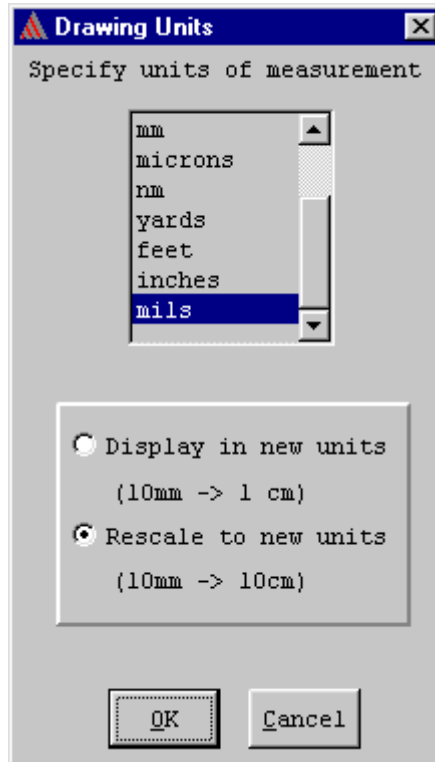 Drawing Units
Specify units of measurement
mm
microns
nm
yards
feet
inches
mils
Display in new units
(10mm -> 1 cm)
Rescale to new units
(10mm -> 10cm)
OK Cancel